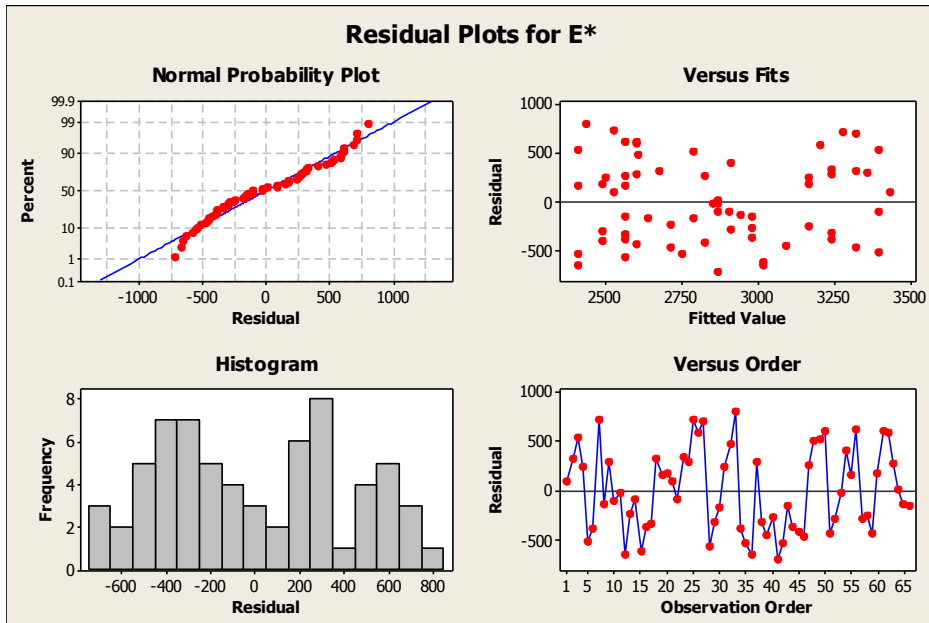 Residual Plots for E*
Normal Probability Plot
Versus Fits
99.9
99
90
50
10
1
0.1
Percent
-1000 -500 0 500 1000
Residual
1000
500
0
-500
Residual
2500 2750 3000 3250 3500
Fitted Value
Histogram
Versus Order
8
6
4
2
0
Frequency
-600 -400 -200 0 200 400 600 800
Residual
1000
500
0
-500
Residual
1 5 10 15 20 25 30 35 40 45 50 55 60 65
Observation Order